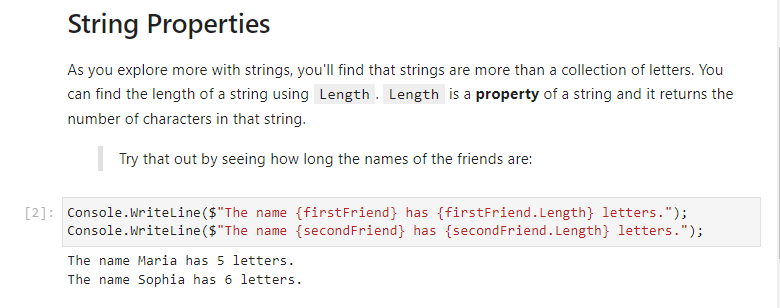 String Properties
As you explore more with strings, you'll find that strings are more than a collection of letters. You
can find the length of a string using Length . Length is a property of a string and it returns the
number of characters in that string.
Try that out by seeing how long the names of the friends are:
[2]: Console.WriteLine($"The name {firstFriend} has {firstFriend.Length} letters.");
Console.WriteLine($"The name {secondFriend} has {secondFriend.Length} letters.");
The name Maria has 5 letters.
The name Sophia has 6 letters.